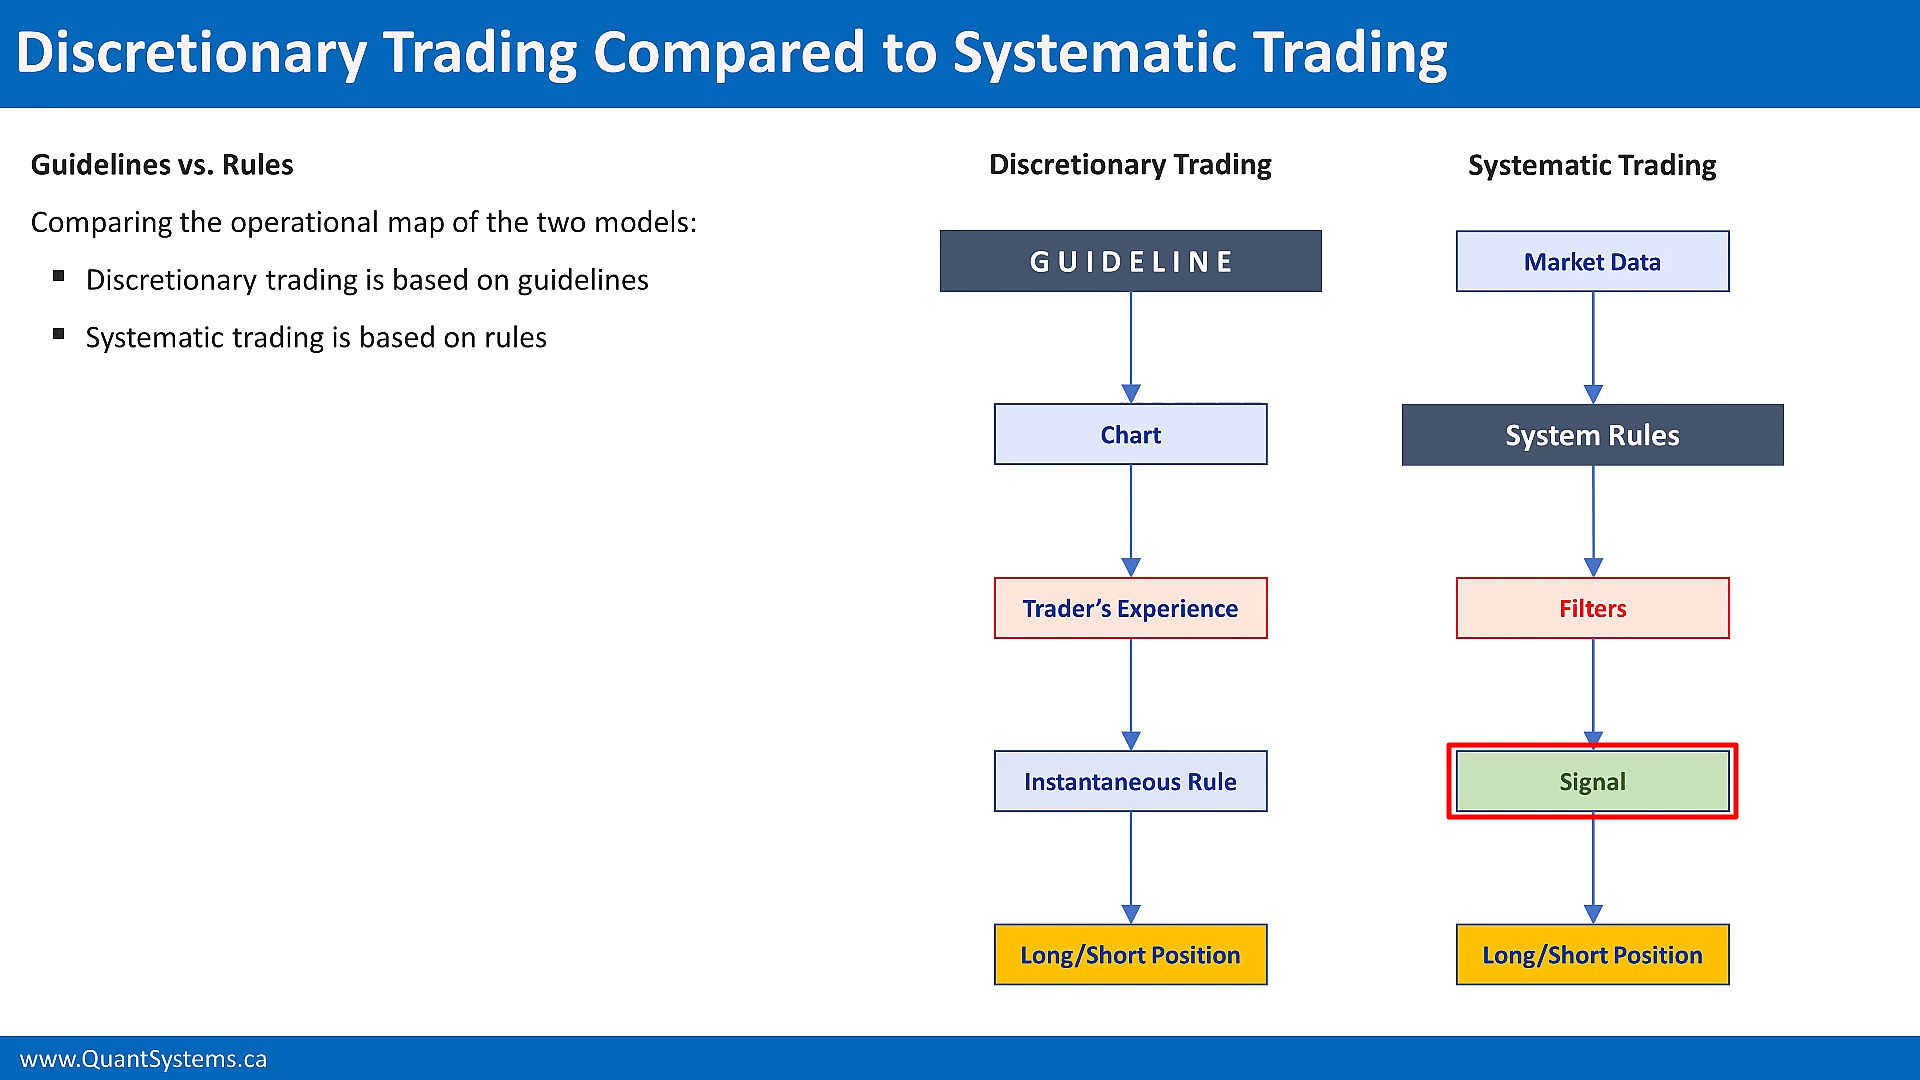 Discretionary Trading Compared to Systematic Trading
Guidelines vs. Rules
Comparing the operational map of the two models:
▪ Discretionary trading is based on guidelines
▪ Systematic trading is based on rules
Discretionary Trading
GUIDELINE
Chart
Trader’s Experience
Instantaneous Rule
Long/Short Position
Systematic Trading
Market Data
System Rules
Filters
Signal
Long/Short Position
www.QuantSystems.ca